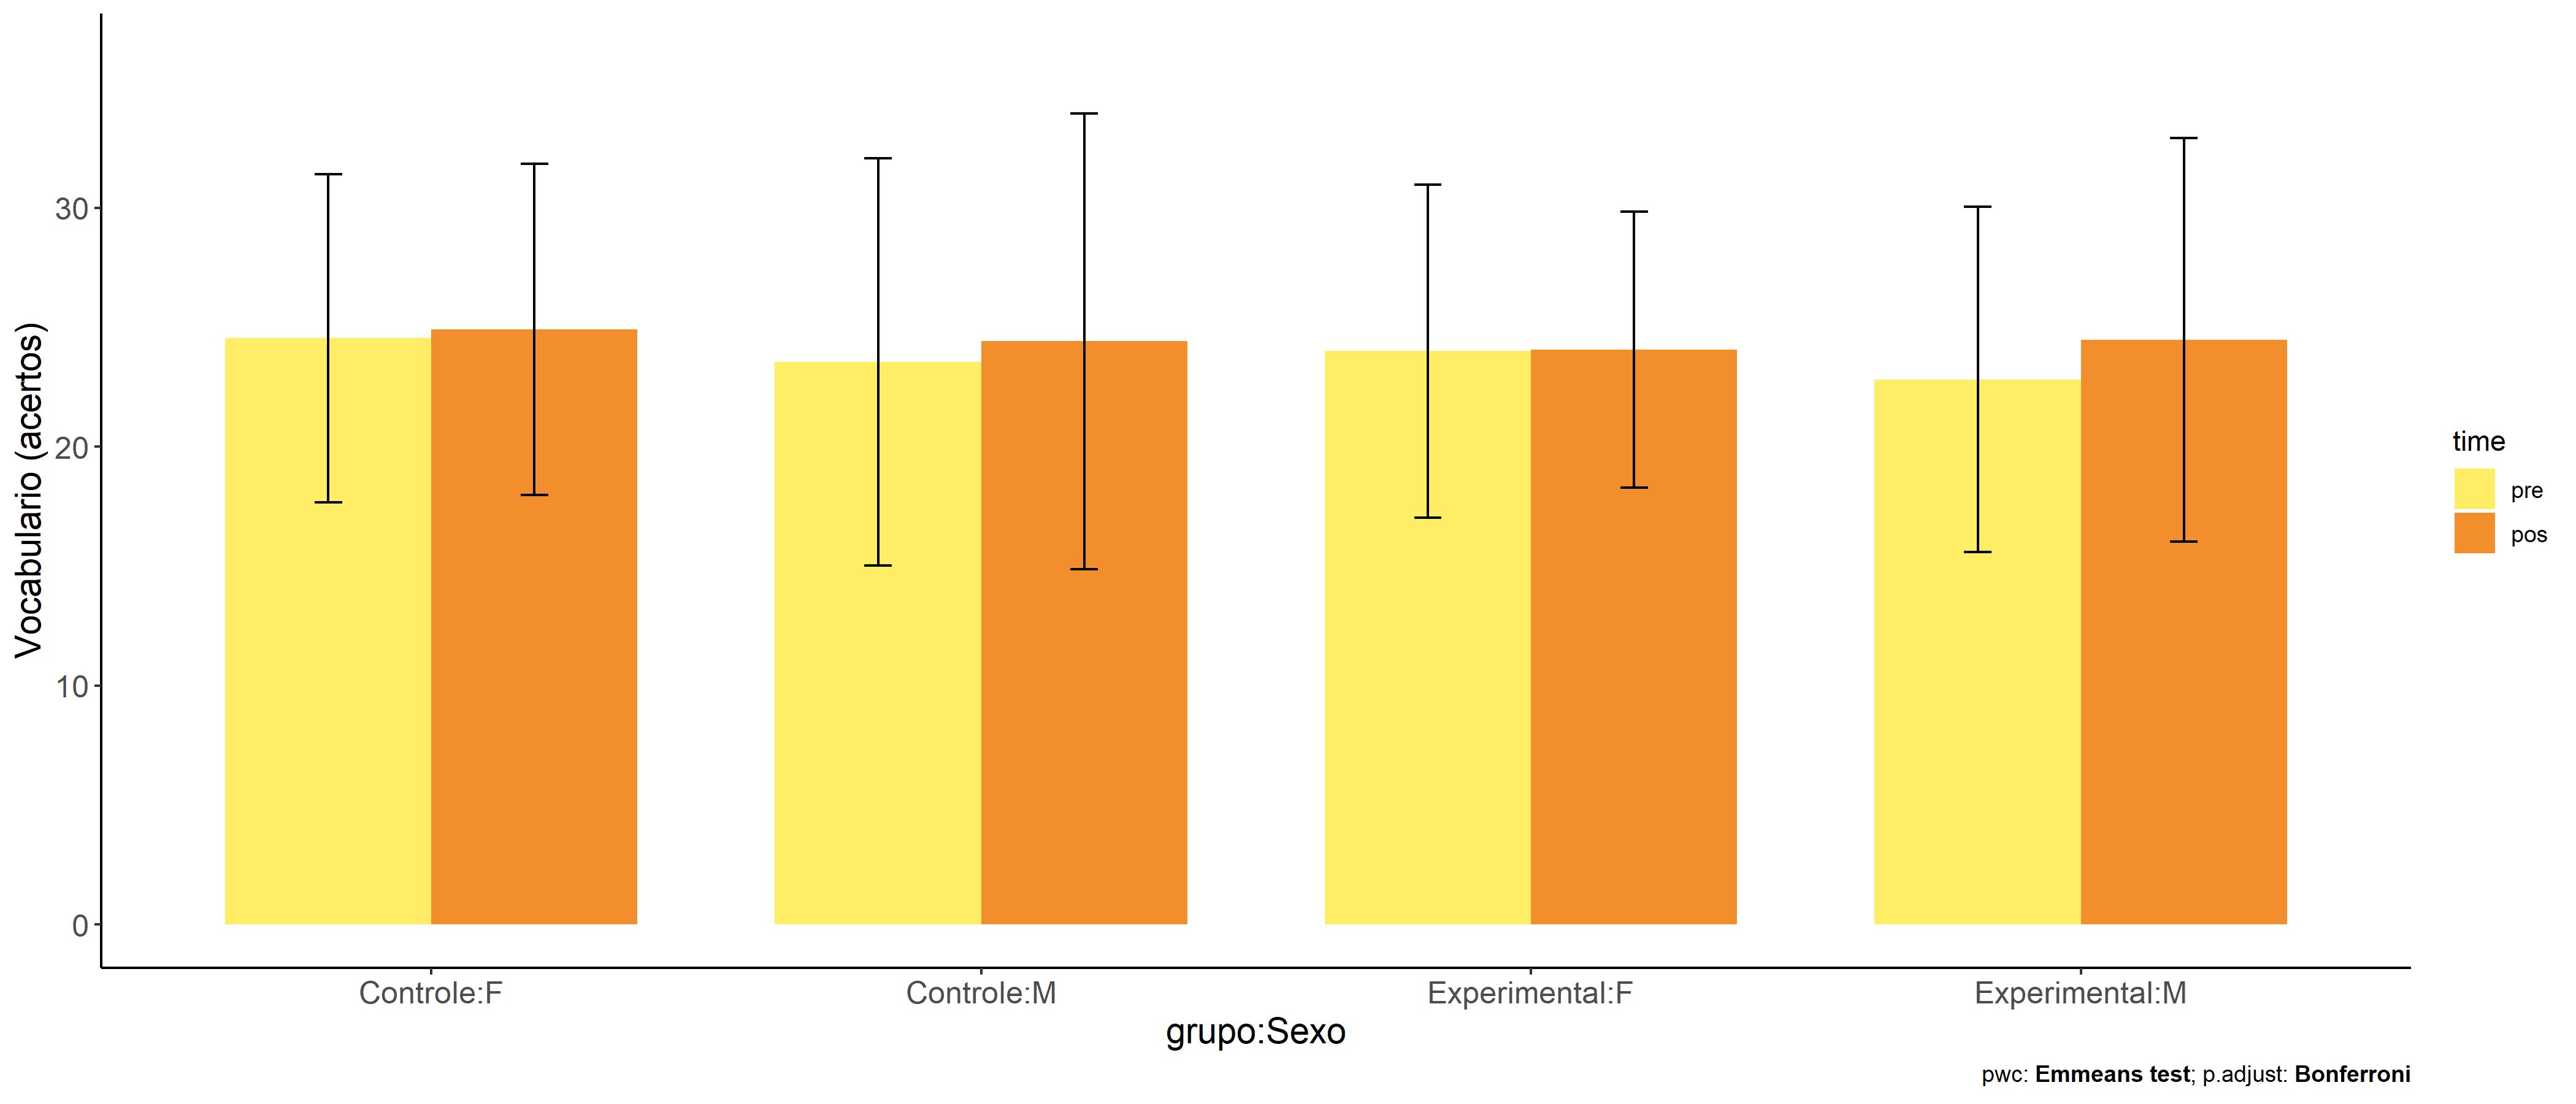 Vocabulario (acertos)
30
20
10
0
Controle:F
Controle:M
Experimental:F
Experimental:M
grupo:Sexo
time
pre
pos
pwc: Emmeans test; p.adjust: Bonferroni